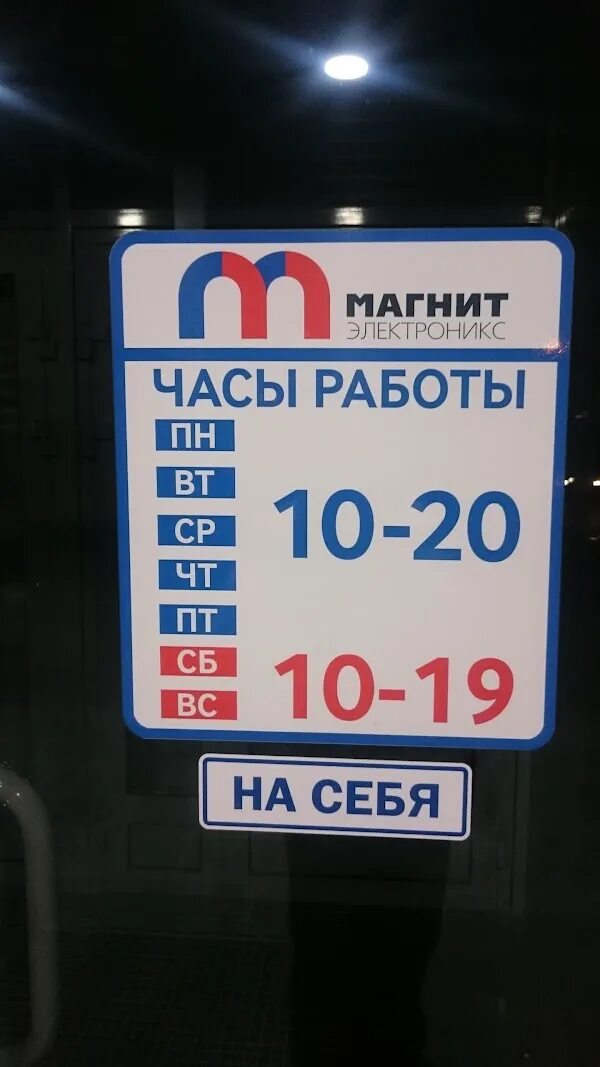 МАГНИТ
ЭЛЕКТРОНИКС
ЧАСЫ РАБОТЫ
ПН
ВТ
СР
ЧТ
ПТ
10-20
СБ
ВС
10-19
НА СЕБЯ